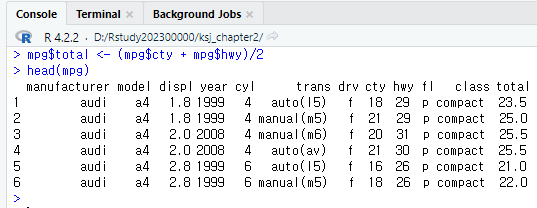 Console Terminal × Background Jobs ×
R 4.2.2 · D:/Rstudy202300000/ksj_chapter2/
> mpg$total <- (mpg$cty + mpg$hwy)/2
> head(mpg)
manufacturer model displ year cyl trans drv cty hwy fl class total
1 audi a4 1.8 1999 4 auto(l5) f 18 29 p compact 23.5
2 audi a4 1.8 1999 4 manual(m5) f 21 29 p compact 25.0
3 audi a4 2.0 2008 4 manual(m6) f 20 31 p compact 25.5
4 audi a4 2.0 2008 4 auto(av) f 21 30 p compact 25.5
5 audi a4 2.8 1999 6 auto(l5) f 16 26 p compact 21.0
6 audi a4 2.8 1999 6 manual(m5) f 18 26 p compact 22.0
>